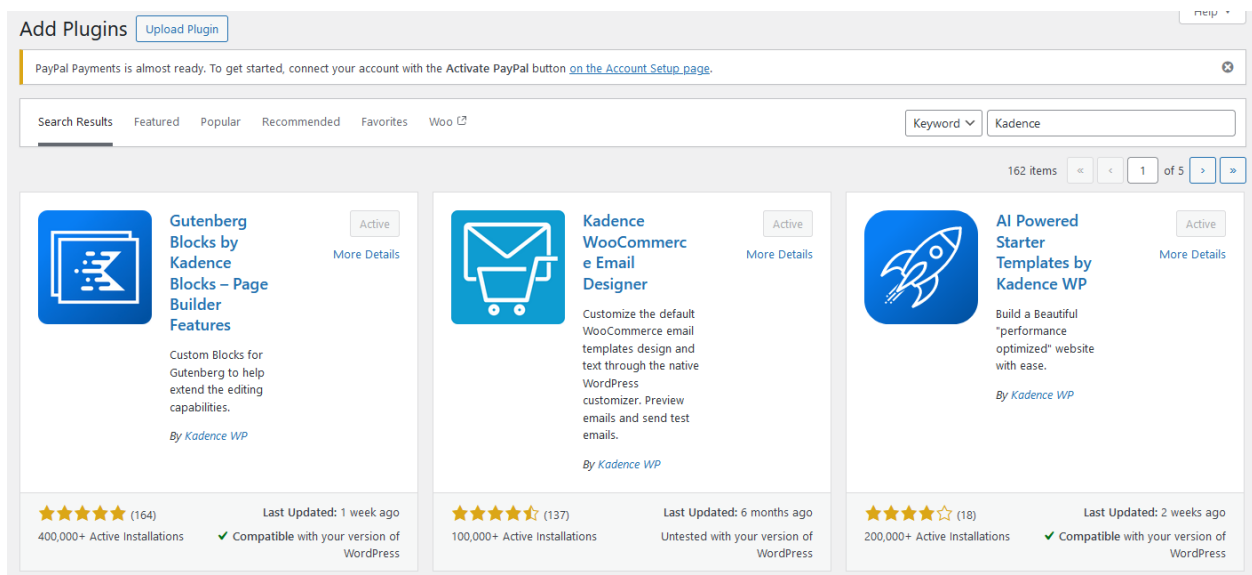 Help
Add Plugins Upload Plugin
PayPal Payments is almost ready. To get started, connect your account with the Activate PayPal button on the Account Setup page.
Search Results Featured Popular Recommended Favorites Woo Keyword Kadence
162 items « ‹ 1 of 5 › »
Gutenberg
Blocks by
Kadence
Blocks – Page
Builder
Features
Active
More Details
Custom Blocks for
Gutenberg to help
extend the editing
capabilities.
By Kadence WP
(164)
400,000+ Active Installations
Last Updated: 1 week ago
Compatible with your version of
WordPress
Kadence
WooCommerc
e Email
Designer
Active
More Details
Customize the default
WooCommerce email
templates design and
text through the native
WordPress
customizer. Preview
emails and send test
emails.
By Kadence WP
(137)
100,000+ Active Installations
Last Updated: 6 months ago
Untested with your version of
WordPress
AI Powered
Starter
Templates by
Kadence WP
Active
More Details
Build a Beautiful
"performance
optimized" website
with ease.
By Kadence WP
(18)
200,000+ Active Installations
Last Updated: 2 weeks ago
Compatible with your version of
WordPress